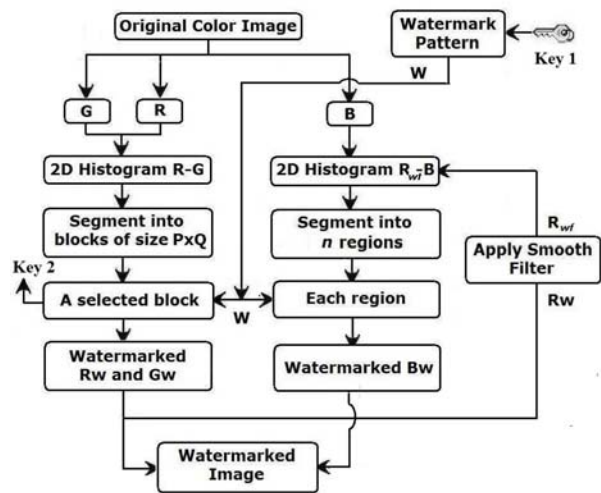 Original Color Image
Watermark
Pattern
Key 1
W
G
R
B
2D Histogram R-G
2D Histogram Rwf-B
Segment into
blocks of size PxQ
Segment into
n regions
Rwf
Apply Smooth
Filter
Rw
Key 2
A selected block
W
Each region
Watermarked
Rw and Gw
Watermarked Bw
Watermarked
Image